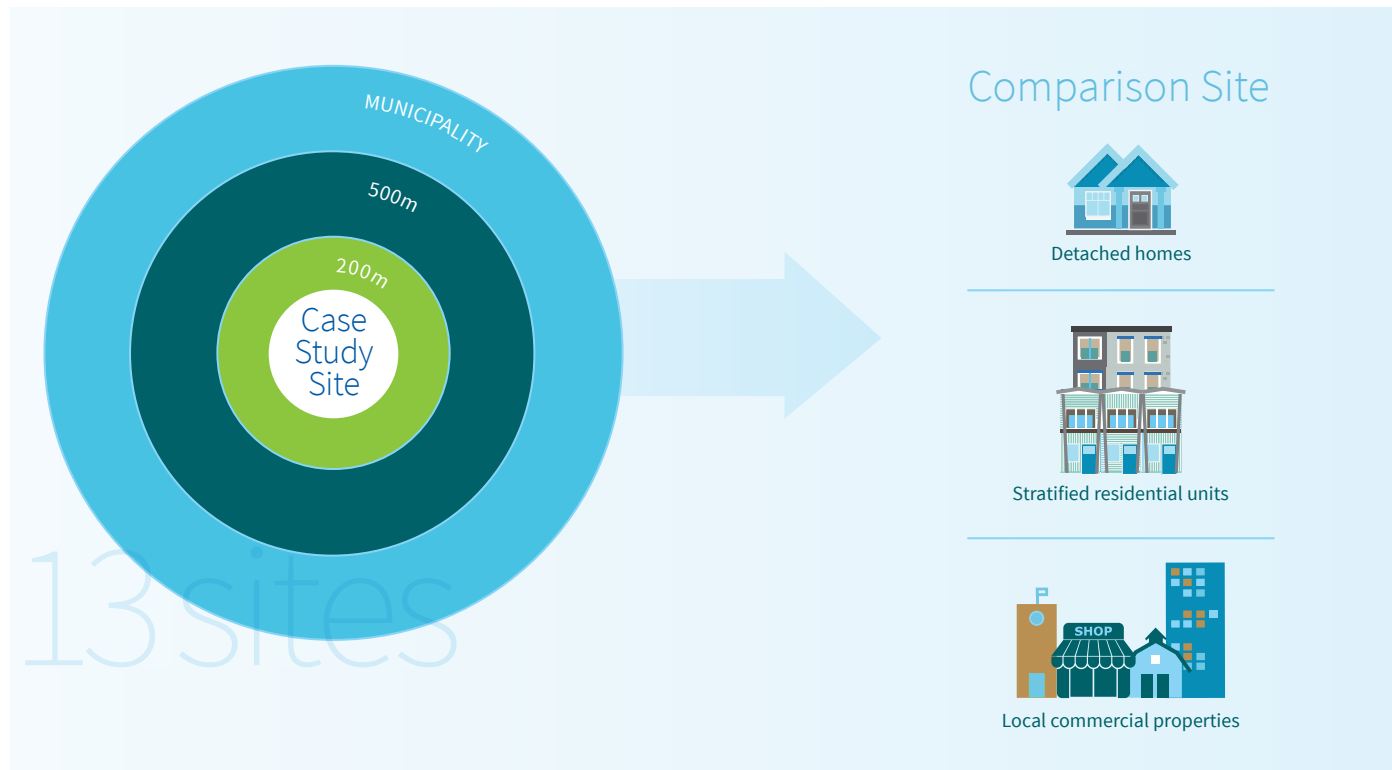 MUNICIPALITY
500m
200m
Case
Study
Site
13 sites
Comparison Site
Detached homes
Stratified residential units
SHOP
Local commercial properties